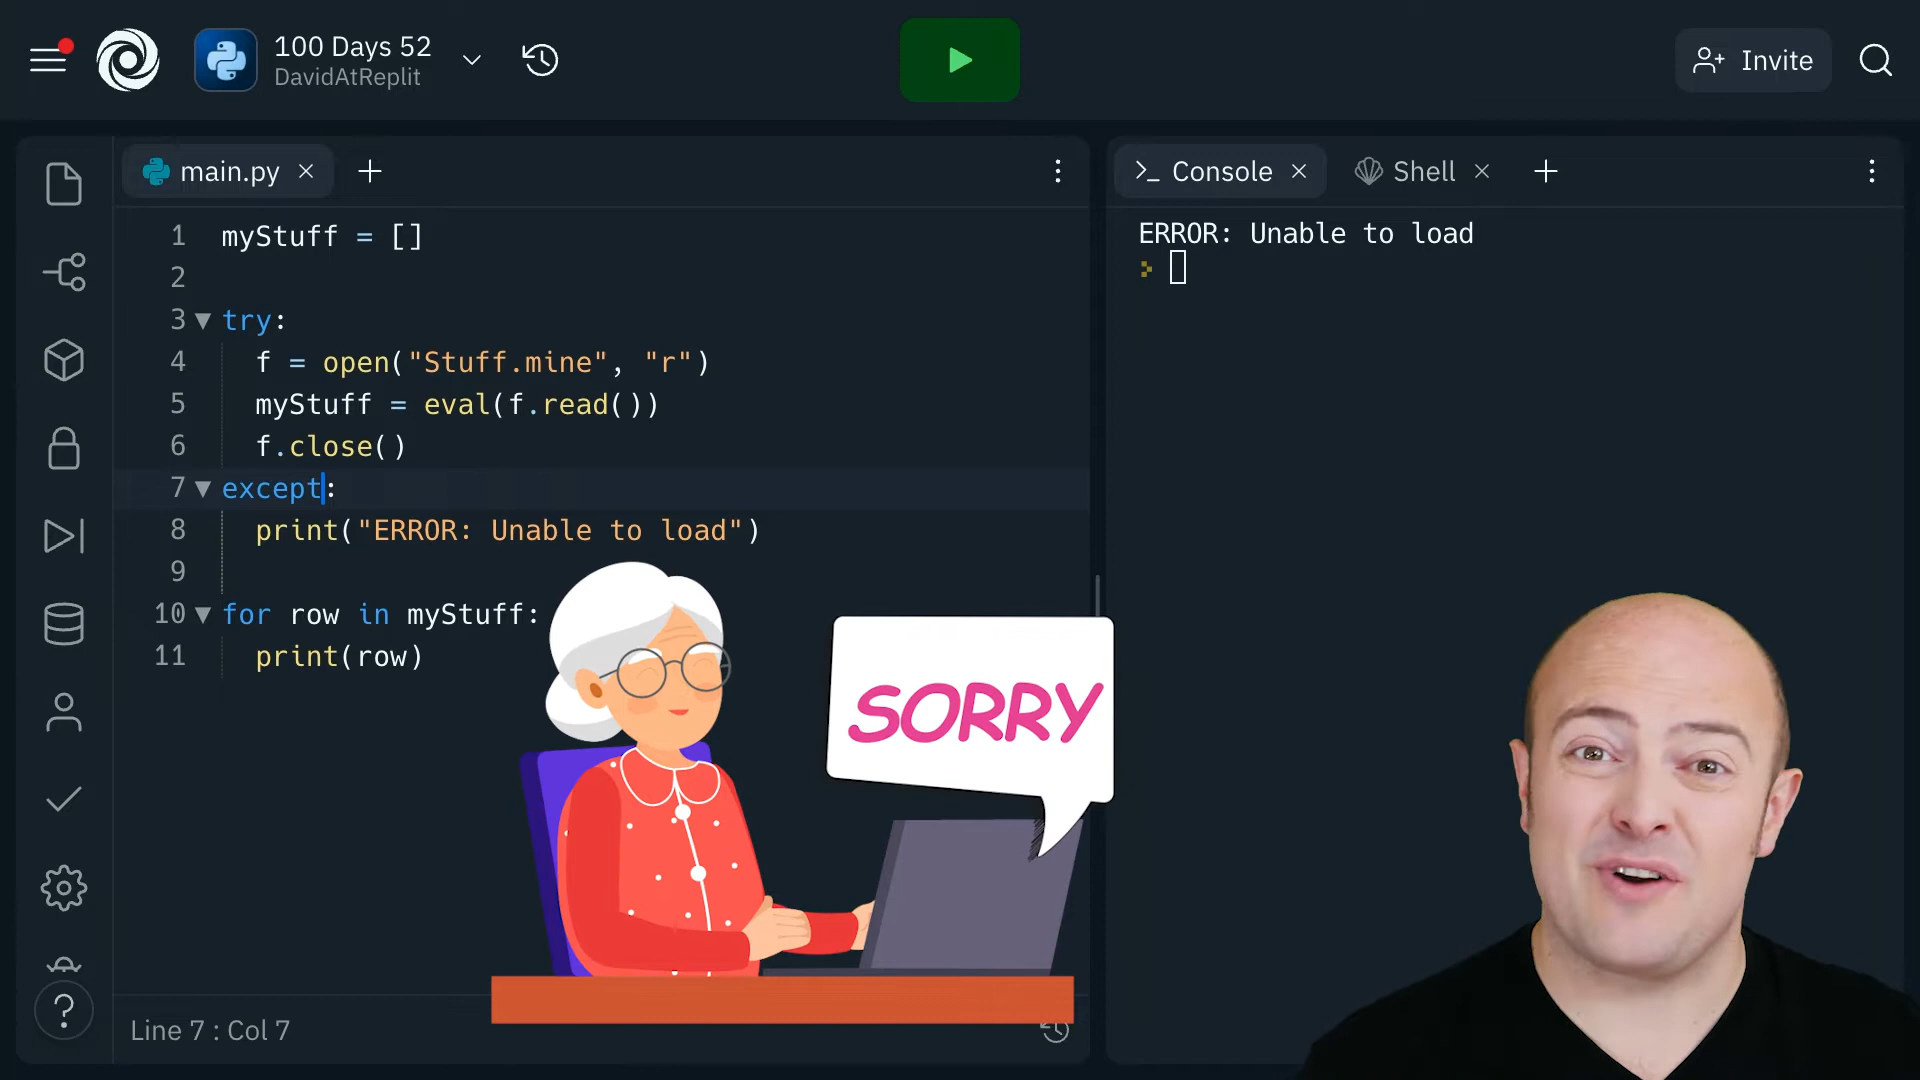 100 Days 52
DavidAtReplit
Invite
main.py
Console
Shell
1 myStuff = []
2
3 try:
4 f = open("Stuff.mine", "r")
5 myStuff = eval(f.read())
6 f.close()
7 except:
8 print("ERROR: Unable to load")
9
10 for row in myStuff:
11 print(row)
Line 7 : Col 7
ERROR: Unable to load
SORRY